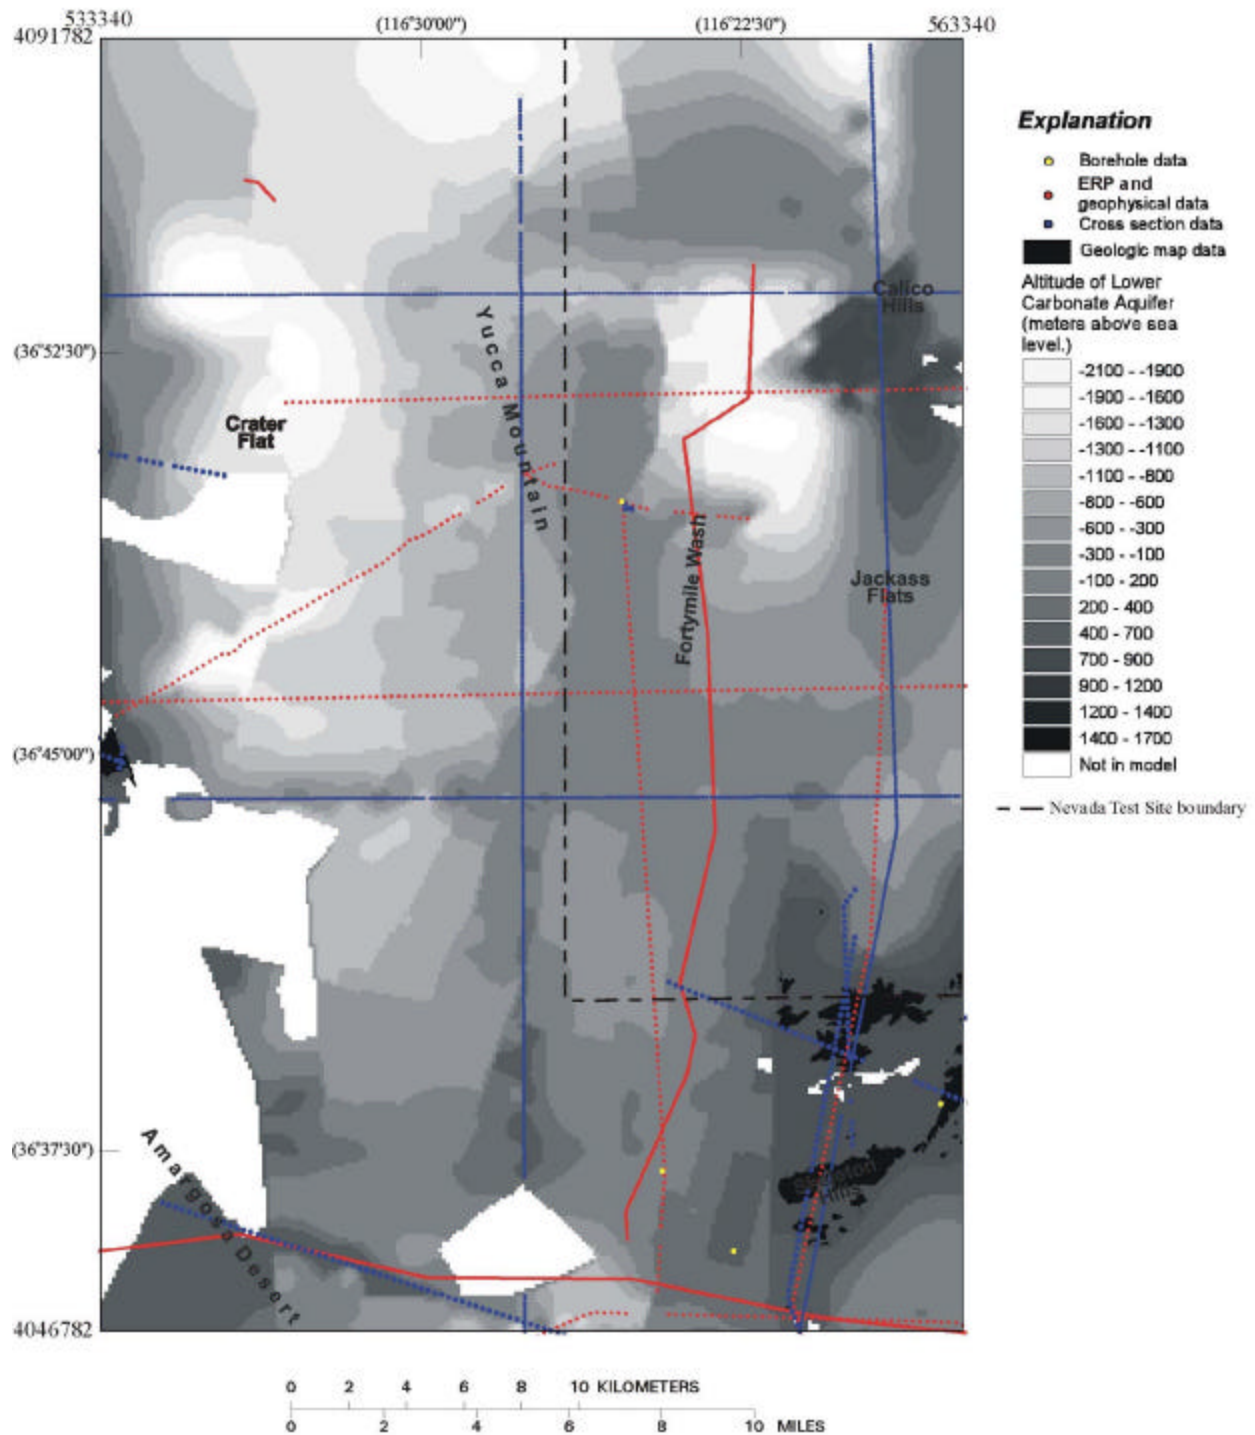 533340
(116°30'00")
(116°22'30")
563340
4091782
(36°52'30")
(36°45'00")
(36°37'30")
4046782
Calico
Hills
Yucca Mountain
Crater
Flat
Fortymile Wash
Jackass
Flats
Amargosa Desert
Hills
Explanation
Borehole data
ERP and
geophysical data
Cross section data
Geologic map data
Altitude of Lower
Carbonate Aquifer
(meters above sea
level.)
-2100 - -1900
-1900 - -1600
-1600 - -1300
-1300 - -1100
-1100 - -800
-800 - -600
-600 - -300
-300 - -100
-100 - 200
200 - 400
400 - 700
700 - 900
900 - 1200
1200 - 1400
1400 - 1700
Not in model
Nevada Test Site boundary
0 2 4 6 8 10 KILOMETERS
0 2 4 6 8 10 MILES